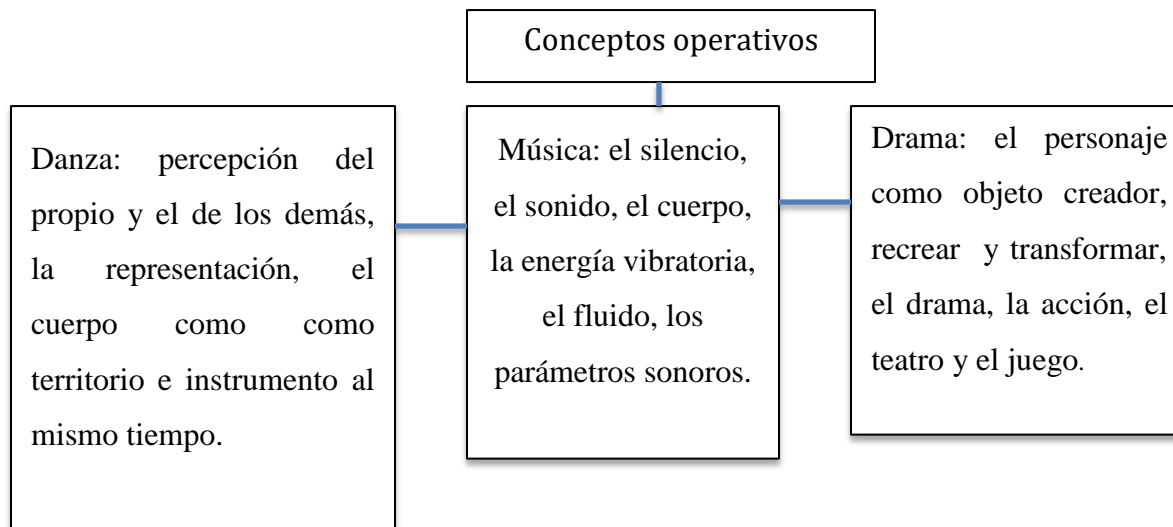 Conceptos operativos
Danza: percepción del
propio y el de los demás,
la representación, el
cuerpo como como
territorio e instrumento al
mismo tiempo.
Música: el silencio,
el sonido, el cuerpo,
la energía vibratoria,
el fluido, los
parámetros sonoros.
Drama: el personaje
como objeto creador,
recrear y transformar,
el drama, la acción, el
teatro y el juego.